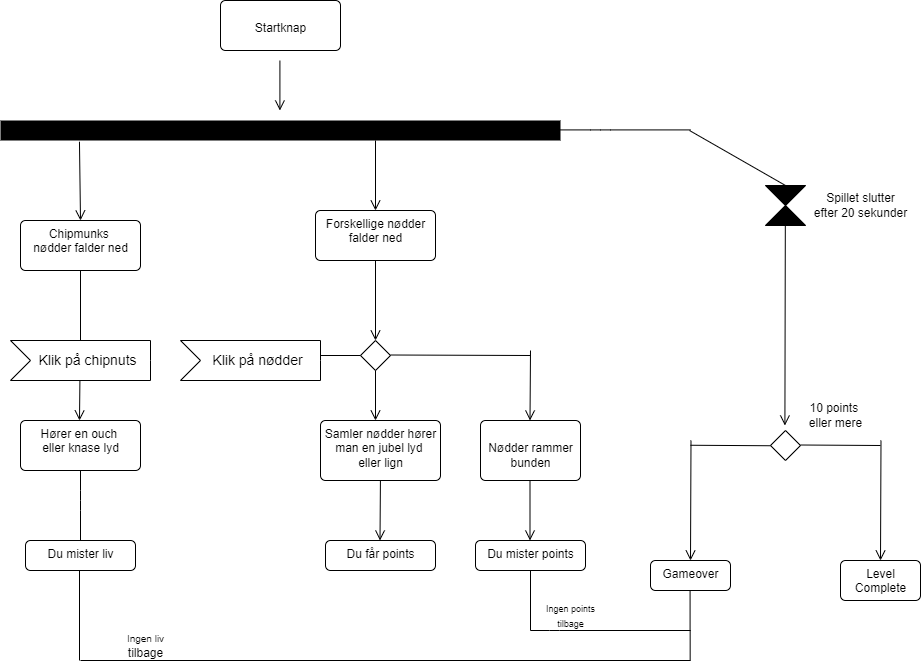 Startknap
Spillet slutter
efter 20 sekunder
Chipmunks
nødder falder ned
Forskellige nødder
falder ned
Klik på chipnuts
Klik på nødder
10 points
eller mere
Hører en ouch
eller knase lyd
Samler nødder hører
man en jubel lyd
eller lign
Nødder rammer
bunden
Du mister liv
Du får points
Du mister points
Gameover
Level
Complete
Ingen points
tilbage
Ingen liv
tilbage